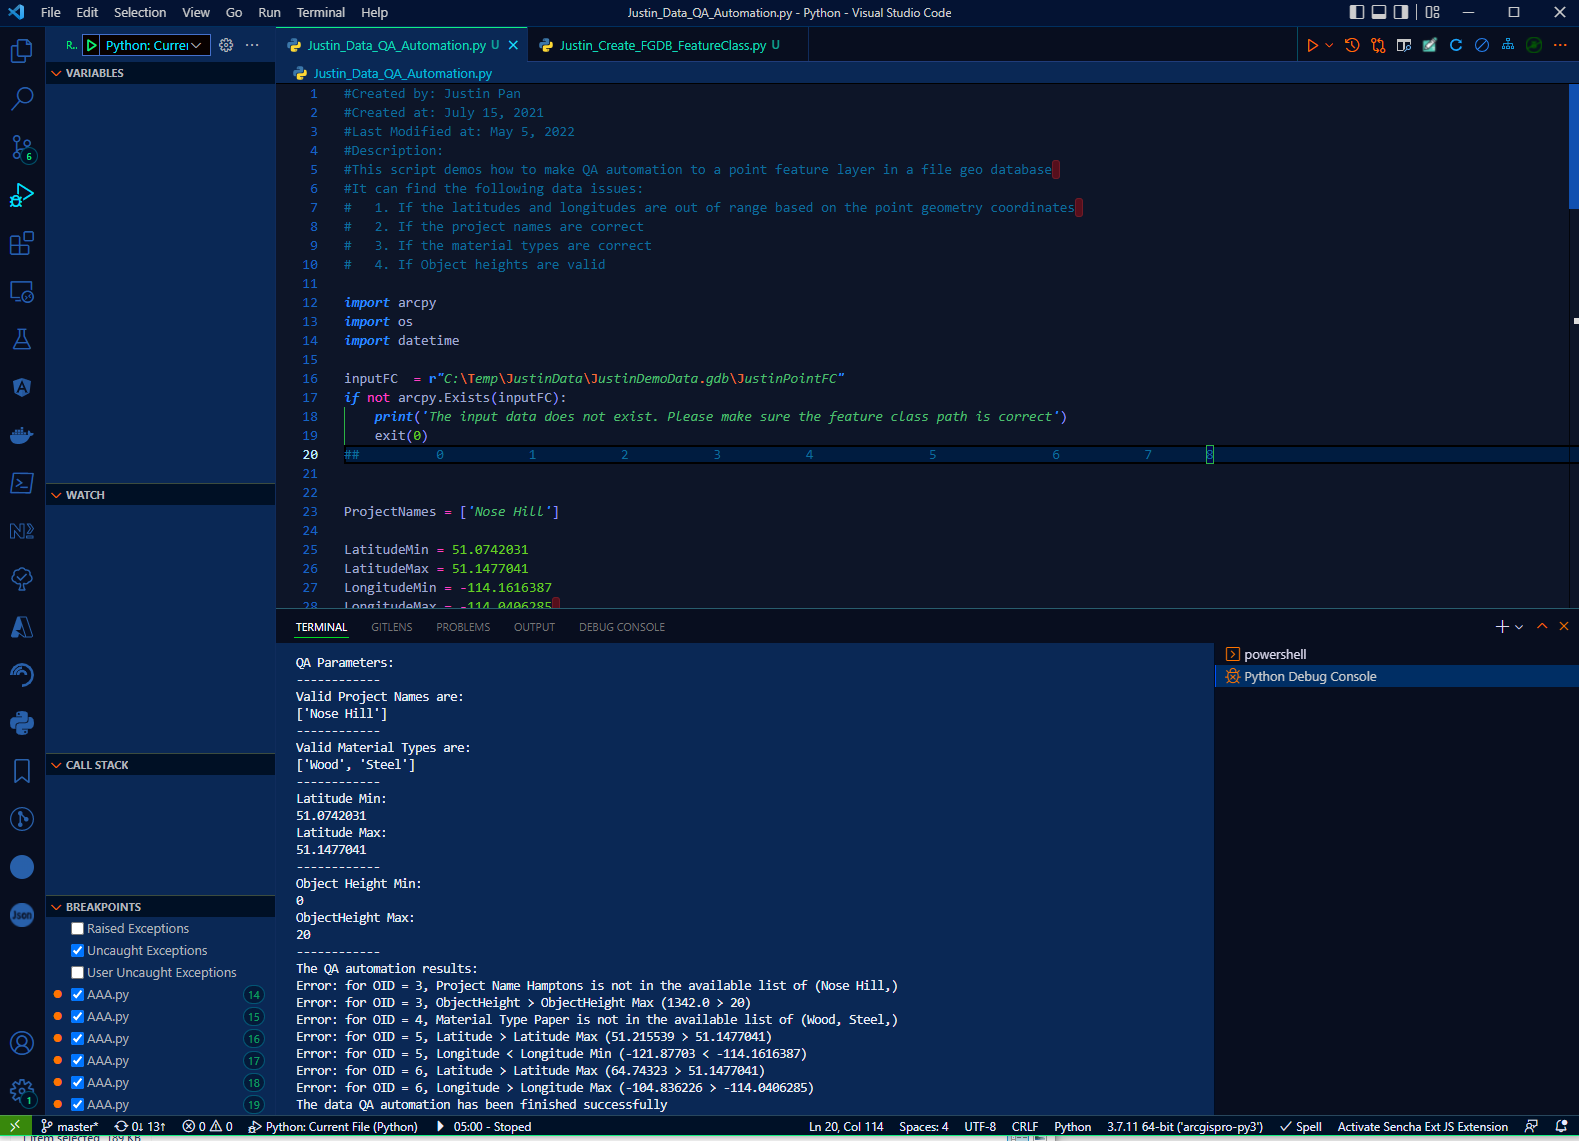 File Edit Selection View Go Run Terminal Help
Justin_Data_QA_Automation.py - Python - Visual Studio Code
R.. Python: Currei
Justin_Data_QA_Automation.py U
Justin_Create_FGDB_FeatureClass.py U
VARIABLES
Justin_Data_QA_Automation.py
1 #Created by: Justin Pan
2 #Created at: July 15, 2021
3 #Last Modified at: May 5, 2022
4 #Description:
5 #This script demos how to make QA automation to a point feature layer in a file geo database
6 #It can find the following data issues:
7 #   1. If the latitudes and longitudes are out of range based on the point geometry coordinates
8 #   2. If the project names are correct
9 #   3. If the material types are correct
10 #   4. If Object heights are valid
11
12 import arcpy
13 import os
14 import datetime
15
16 inputFC  = r"C:\Temp\JustinData\JustinDemoData.gdb\JustinPointFC"
17 if not arcpy.Exists(inputFC):
18     print('The input data does not exist. Please make sure the feature class path is correct')
19     exit(0)
20 ##          0           1           2           3           4               5               6           7       8
21
22
23 ProjectNames = ['Nose Hill']
24
25 LatitudeMin = 51.0742031
26 LatitudeMax = 51.1477041
27 LongitudeMin = -114.1616387
28 LongitudeMax = -114.0406285
WATCH
CALL STACK
BREAKPOINTS
Raised Exceptions
Uncaught Exceptions
User Uncaught Exceptions
AAA.py 14
AAA.py 15
AAA.py 16
AAA.py 17
AAA.py 18
AAA.py 19
6
Json
1
TERMINAL GITLENS PROBLEMS OUTPUT DEBUG CONSOLE
powershell
Python Debug Console
QA Parameters:
------------
Valid Project Names are:
['Nose Hill']
------------
Valid Material Types are:
['Wood', 'Steel']
------------
Latitude Min:
51.0742031
Latitude Max:
51.1477041
------------
Object Height Min:
0
ObjectHeight Max:
20
------------
The QA automation results:
Error: for OID = 3, Project Name Hamptons is not in the available list of (Nose Hill,)
Error: for OID = 3, ObjectHeight > ObjectHeight Max (1342.0 > 20)
Error: for OID = 4, Material Type Paper is not in the available list of (Wood, Steel,)
Error: for OID = 5, Latitude > Latitude Max (51.215539 > 51.1477041)
Error: for OID = 5, Longitude < Longitude Min (-121.87703 < -114.1616387)
Error: for OID = 6, Latitude > Latitude Max (64.74323 > 51.1477041)
Error: for OID = 6, Longitude > Longitude Max (-104.836226 > -114.0406285)
The data QA automation has been finished successfully
master* 0↓ 13↑ 0 0 Python: Current File (Python) 05:00 - Stoped Ln 20, Col 114 Spaces: 4 UTF-8 CRLF Python 3.7.11 64-bit ('arcgispro-py3') Spell Activate Sencha Ext JS Extension